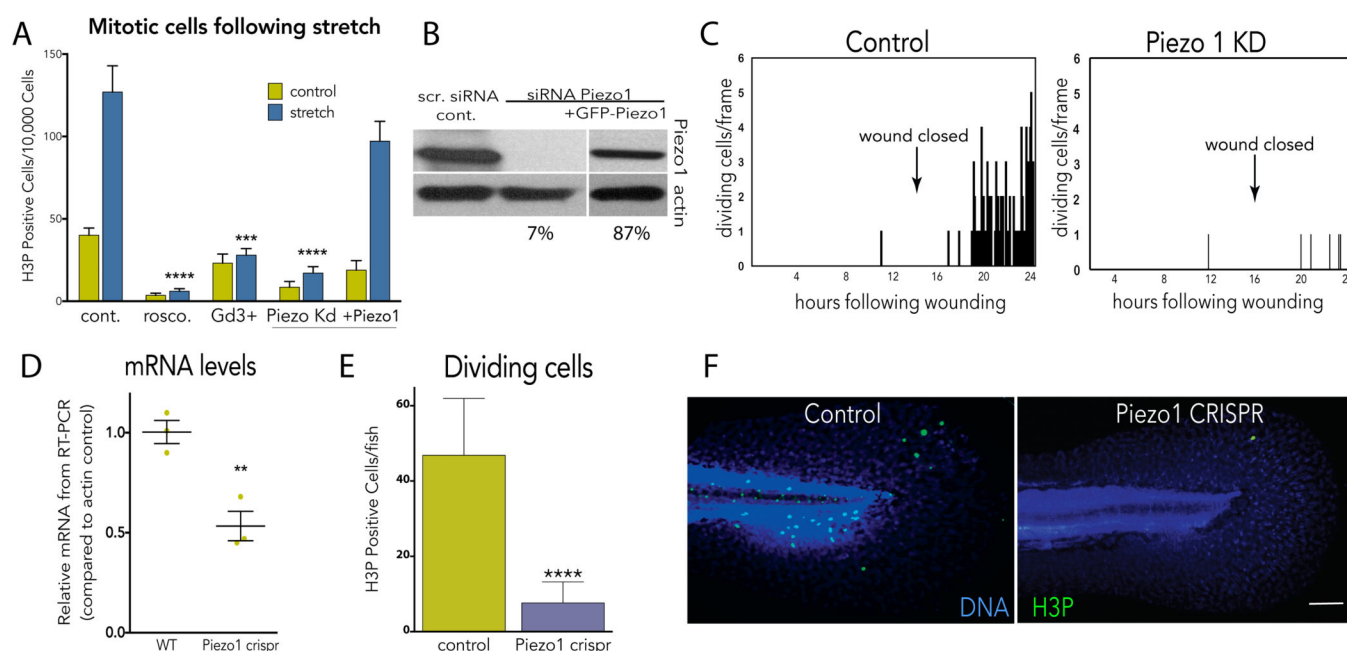 A
Mitotic cells following stretch
150
100
50
0
H3P Positive Cells/10,000 Cells
control
stretch
****
***
****
cont.
rosco.
Gd3+
Piezo Kd
+Piezo1
B
scr. siRNA
cont.
siRNA Piezo1
+GFP-Piezo1
Piezo1
actin
7%
87%
C
Control
6
5
4
3
2
1
0
dividing cells/frame
wound closed
4
8
12
16
20
24
hours following wounding
Piezo 1 KD
6
5
4
3
2
1
0
dividing cells/frame
wound closed
4
8
12
16
20
hours following wounding
D
mRNA levels
1.0
0.5
0.0
Relative mRNA from RT-PCR
(compared to actin control)
**
WT
Piezo1 crispr
E
Dividing cells
60
40
20
0
H3P Positive Cells/fish
****
control
Piezo1 crispr
F
Control
DNA
Piezo1 CRISPR
H3P